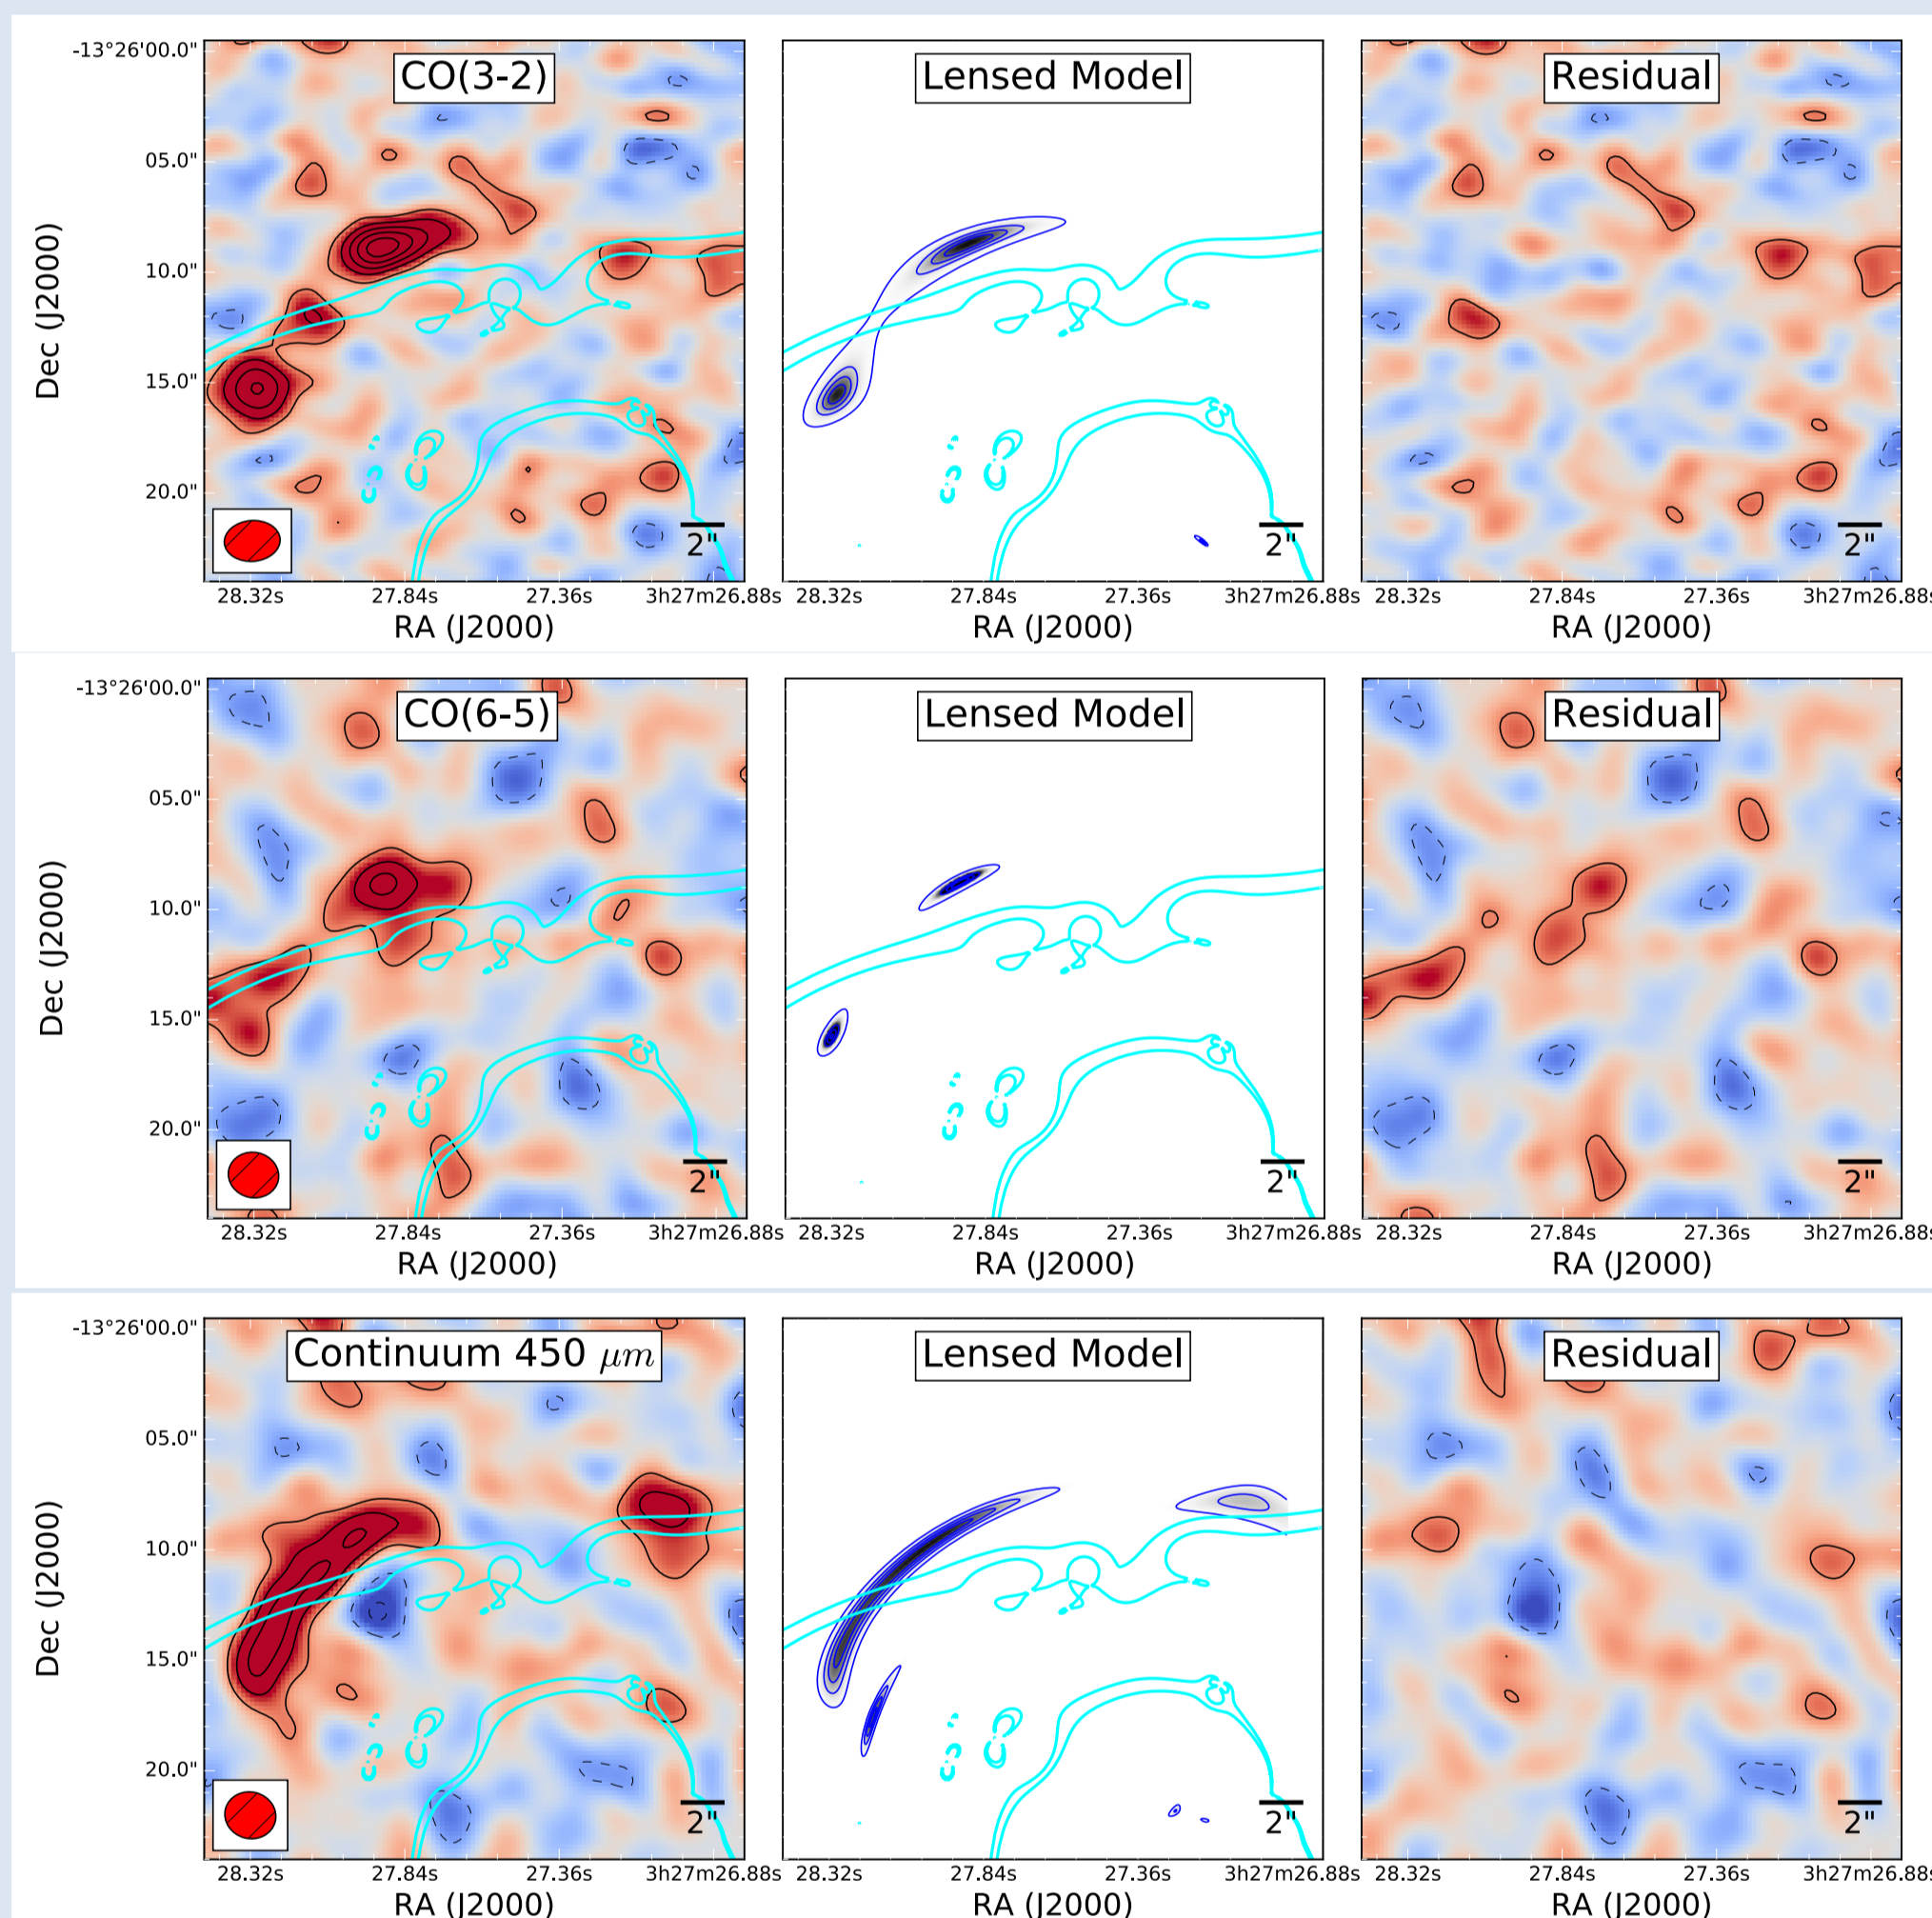 CO(3-2)
Lensed Model
Residual
-13°26'00.0"
05.0"
10.0"
15.0"
20.0"
Dec (J2000)
2"
2"
2"
28.32s 27.84s 27.36s 3h27m26.88s
28.32s 27.84s 27.36s 3h27m26.88s
28.32s 27.84s 27.36s 3h27m26.88s
RA (J2000)
RA (J2000)
RA (J2000)
CO(6-5)
Lensed Model
Residual
-13°26'00.0"
05.0"
10.0"
15.0"
20.0"
Dec (J2000)
2"
2"
2"
28.32s 27.84s 27.36s 3h27m26.88s
28.32s 27.84s 27.36s 3h27m26.88s
28.32s 27.84s 27.36s 3h27m26.88s
RA (J2000)
RA (J2000)
RA (J2000)
Continuum 450 μm
Lensed Model
Residual
-13°26'00.0"
05.0"
10.0"
15.0"
20.0"
Dec (J2000)
2"
2"
2"
28.32s 27.84s 27.36s 3h27m26.88s
28.32s 27.84s 27.36s 3h27m26.88s
28.32s 27.84s 27.36s 3h27m26.88s
RA (J2000)
RA (J2000)
RA (J2000)